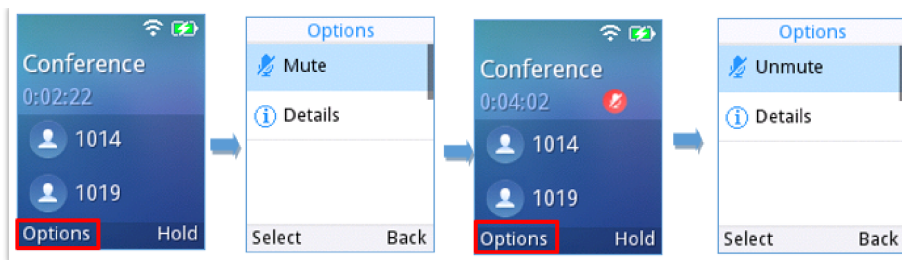 Conference
0:02:22
1014
1019
Options Hold
Options
Mute
Details
Select Back
Conference
0:04:02
1014
1019
Options Hold
Options
Unmute
Details
Select Back